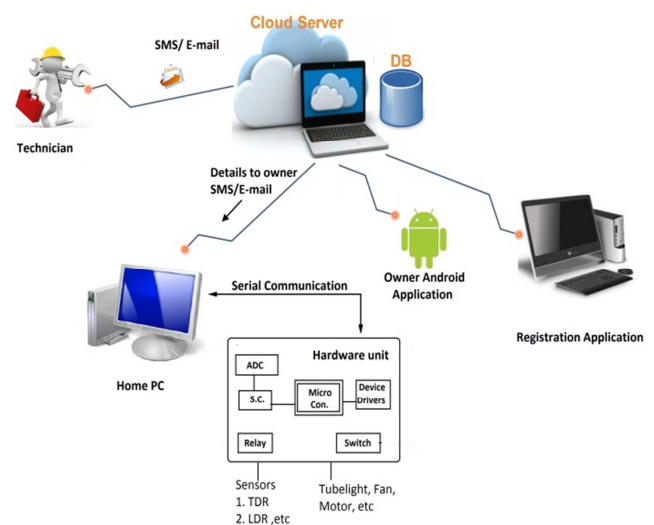 Cloud Server
SMS/ E-mail
DB
Technician
Details to owner
SMS/E-mail
Owner Android
Application
Serial Communication
Registration Application
Home PC
Hardware unit
ADC
S.C.
Micro
Con.
Device
Drivers
Relay
Switch
Sensors
1. TDR
2. LDR ,etc
Tubelight, Fan,
Motor, etc